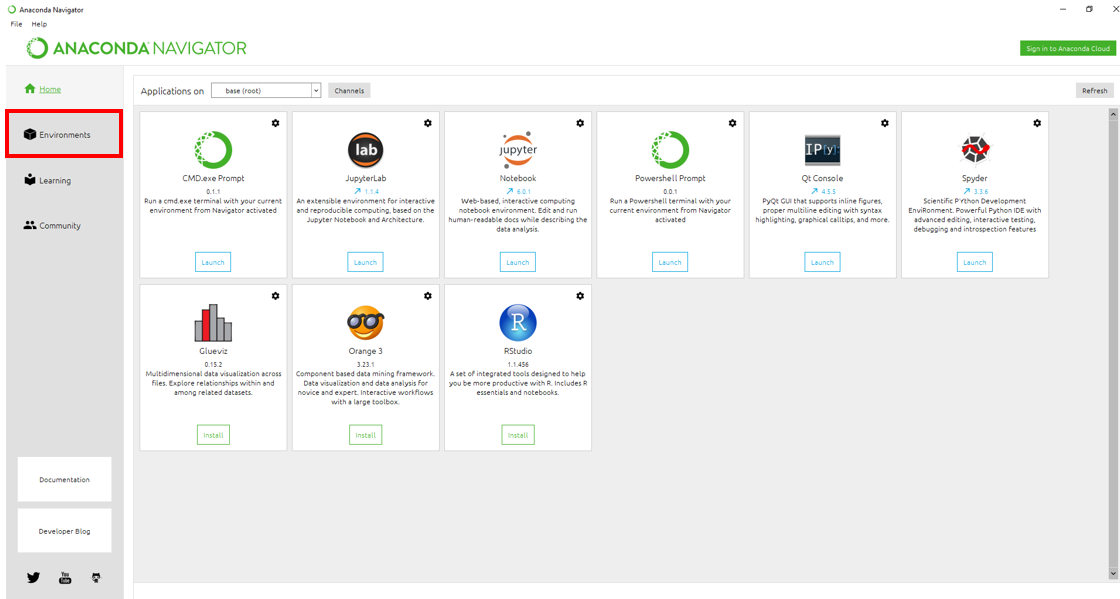 Anaconda Navigator
File Help
ANACONDA NAVIGATOR
Sign in to Anaconda Cloud
Home
Environments
Learning
Community
Documentation
Developer Blog
You
Tube
Applications on base (root) Channels Refresh
CMD.exe Prompt
0.1.1
Run a cmd.exe terminal with your current
environment from Navigator activated
Launch
lab
JupyterLab
1.1.4
An extensible environment for interactive
and reproducible computing, based on the
Jupyter Notebook and Architecture.
Launch
jupyter
Notebook
6.0.1
Web-based, interactive computing
notebook environment. Edit and run
human-readable docs while describing the
data analysis.
Launch
Powershell Prompt
0.0.1
Run a Powershell terminal with your
current environment from Navigator
activated
Launch
IP[y]:
Qt Console
4.5.5
PyQt GUI that supports inline figures,
proper multiline editing with syntax
highlighting, graphical calltips, and more.
Launch
Spyder
3.3.6
Scientific PYthon Development
EnviRonment. Powerful Python IDE with
advanced editing, interactive testing,
debugging and introspection features
Launch
Glueviz
0.15.2
Multidimensional data visualization across
files. Explore relationships within and
among related datasets.
Install
Orange 3
3.23.1
Component based data mining framework.
Data visualization and data analysis for
novice and expert. Interactive workflows
with a large toolbox.
Install
R
RStudio
1.1.456
A set of integrated tools designed to help
you be more productive with R. Includes R
essentials and notebooks.
Install